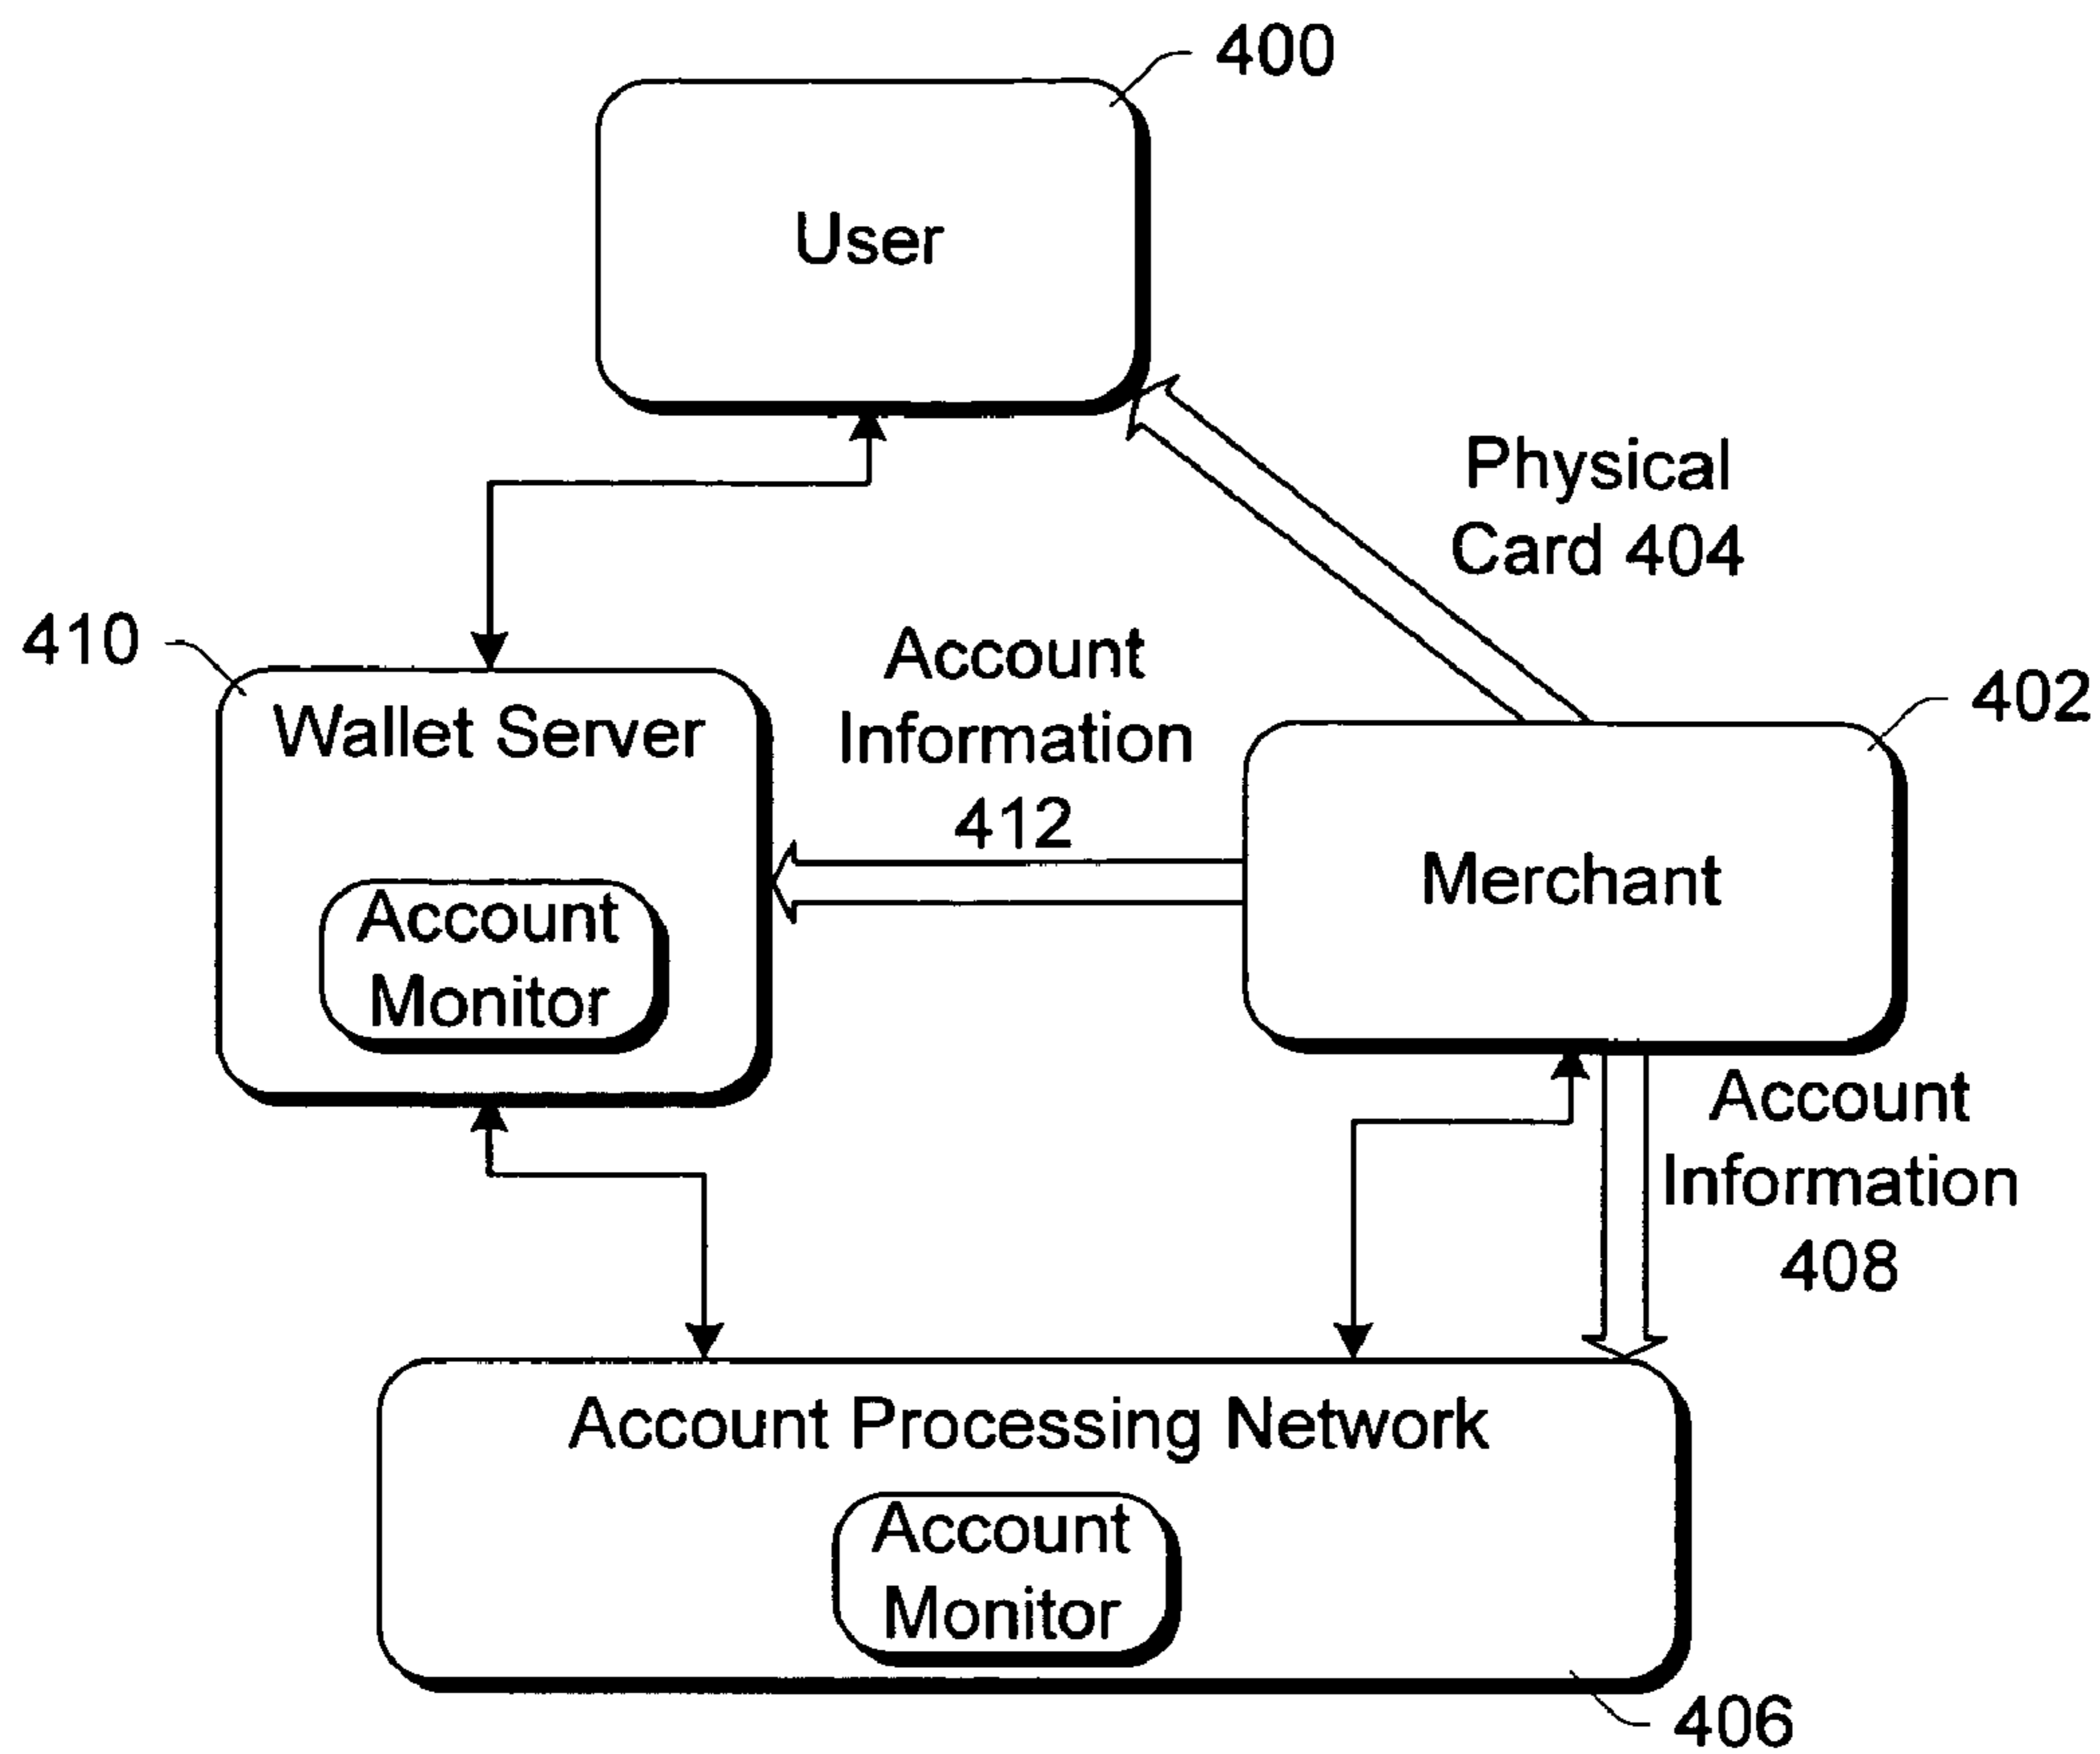 400
User
Physical
Card 404
410
Account
Information
412
402
Wallet Server
Merchant
Account
Monitor
Account
Information
408
Account Processing Network
Account
Monitor
406